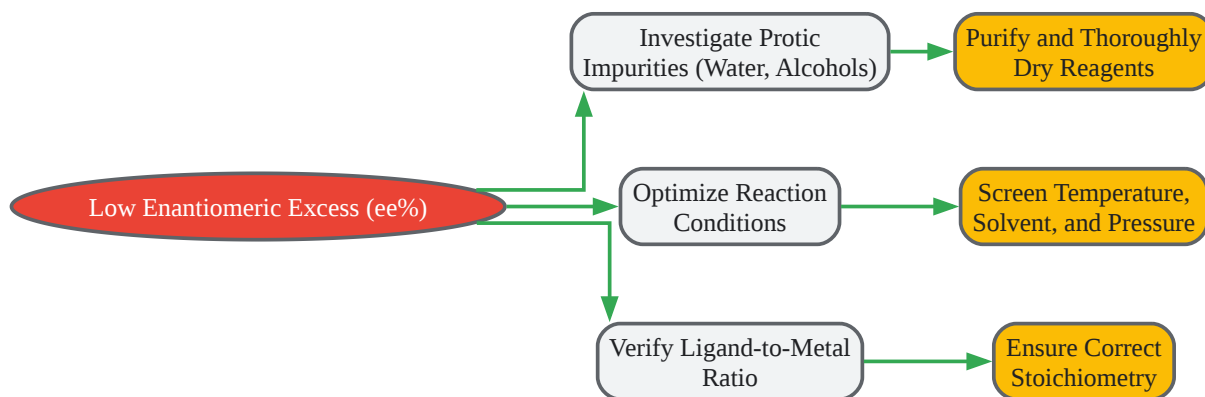 Investigate Protic
Impurities (Water, Alcohols)
Purify and Thoroughly
Dry Reagents
Low Enantiomeric Excess (ee%)
Optimize Reaction
Conditions
Screen Temperature,
Solvent, and Pressure
Verify Ligand-to-Metal
Ratio
Ensure Correct
Stoichiometry